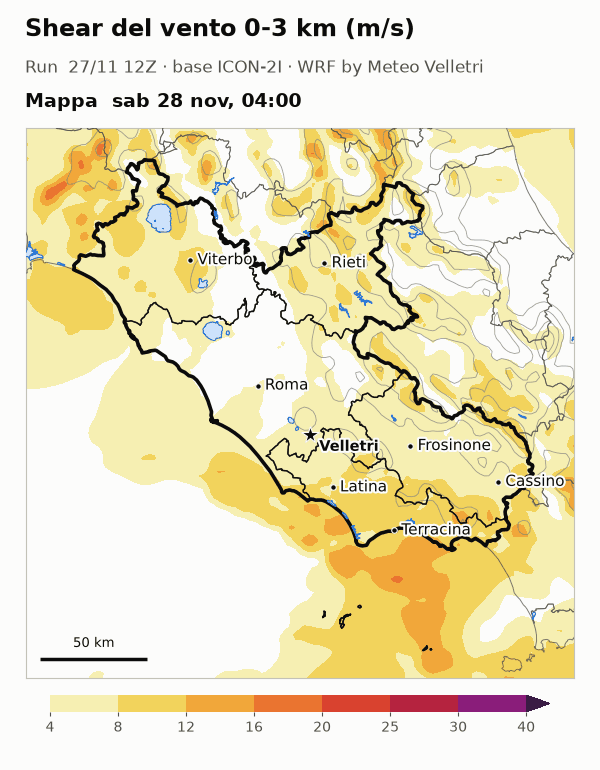 Shear del vento 0-3 km (m/s)
Run  27/11 12Z · base ICON-2I · WRF by Meteo Velletri
Mappa  sab 28 nov, 04:00
Viterbo
Rieti
Roma
Velletri
Frosinone
Latina
Cassino
Terracina
50 km
4 8 12 16 20 25 30 40